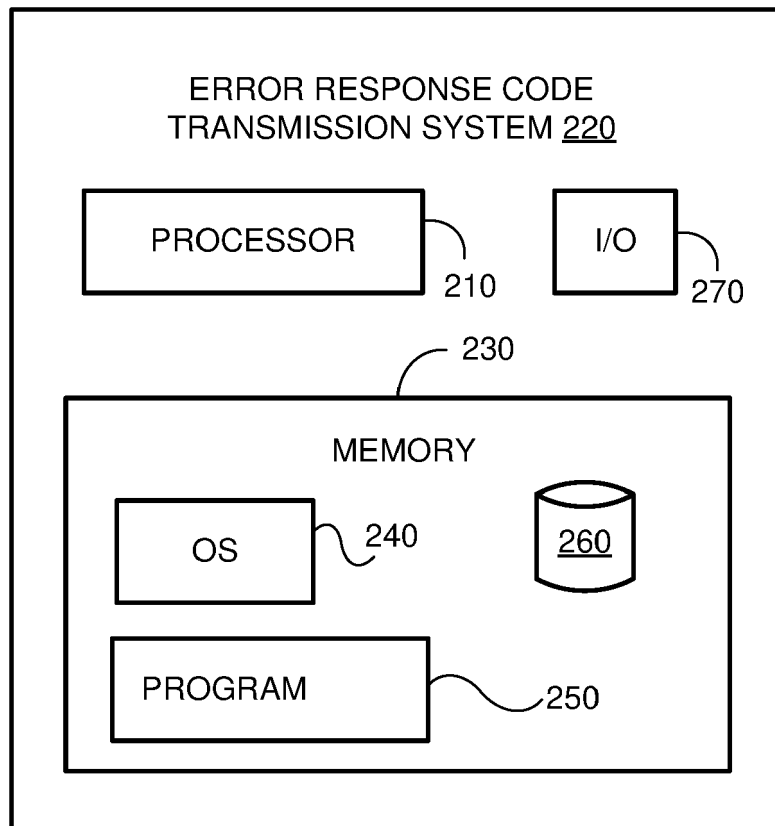 ERROR RESPONSE CODE
TRANSMISSION SYSTEM 220
PROCESSOR
I/O
210
270
230
MEMORY
OS
240
260
PROGRAM
250